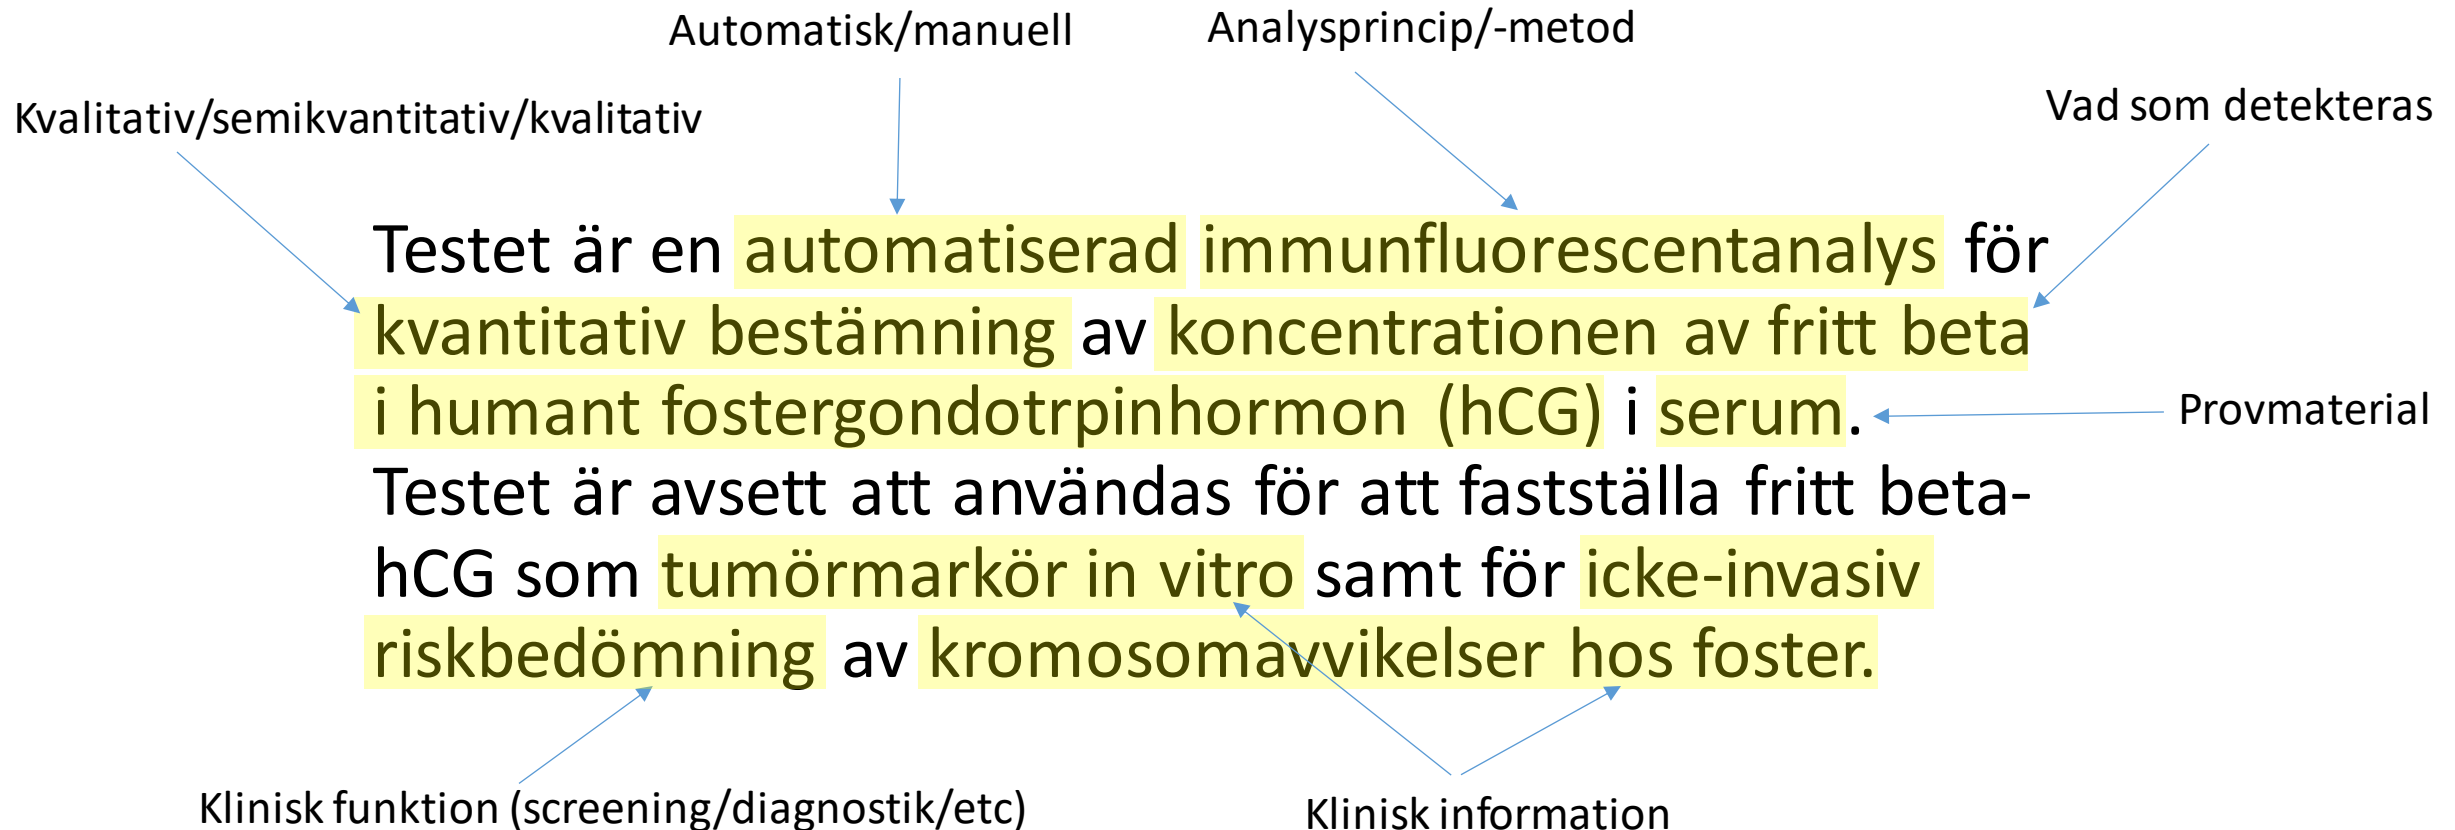 Automatisk/manuell
Analysprincip/-metod
Kvalitativ/semikvantitativ/kvalitativ
Vad som detekteras
Testet är en automatiserad immunfluorescentanalys för
kvantitativ bestämning av koncentrationen av fritt beta
i humant fostergondotrpinhormon (hCG) i serum.
Provmaterial
Testet är avsett att användas för att fastställa fritt beta-
hCG som tumörmarkör in vitro samt för icke-invasiv
riskbedömning av kromosomavvikelser hos foster.
Klinisk funktion (screening/diagnostik/etc)
Klinisk information